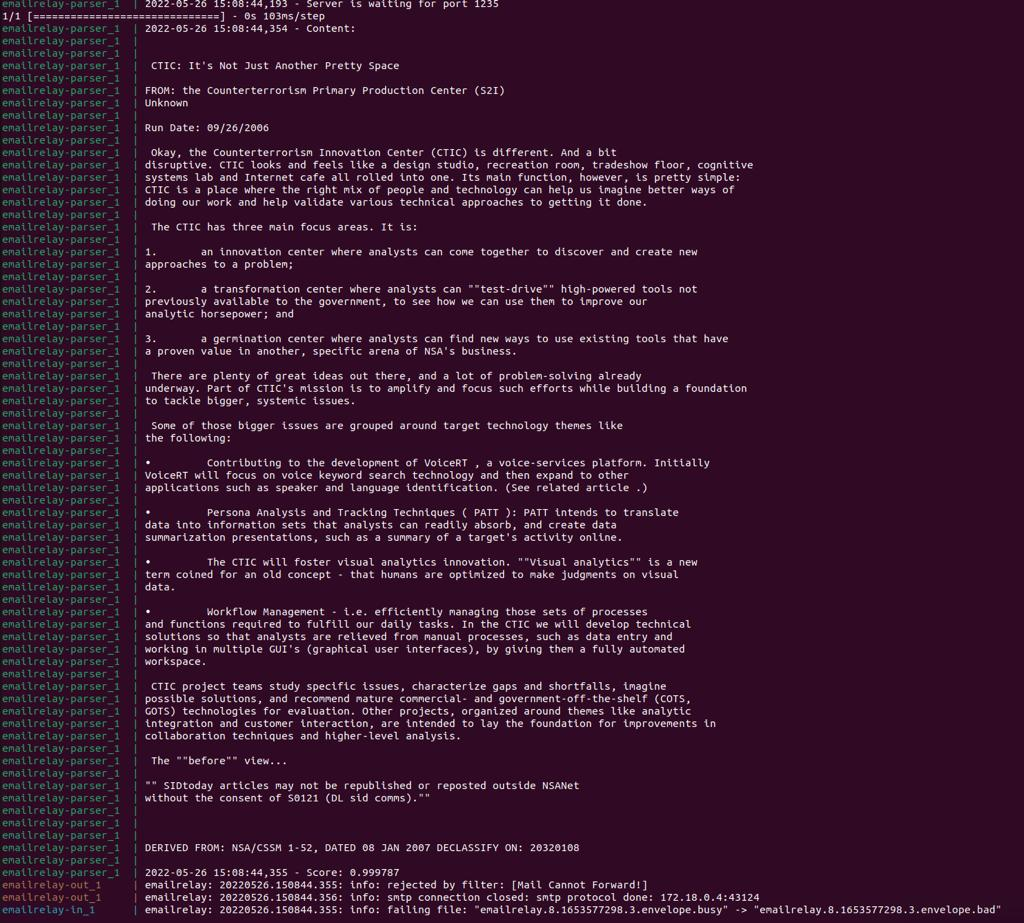 emailrelay-parser_1  | 2022-05-26 15:08:44,193 - Server is waiting for port 1235
1/1 [==============================] - 0s 103ms/step
emailrelay-parser_1  | 2022-05-26 15:08:44,354 - Content:
emailrelay-parser_1  |
emailrelay-parser_1  |
emailrelay-parser_1  |  CTIC: It's Not Just Another Pretty Space
emailrelay-parser_1  |
emailrelay-parser_1  | FROM: the Counterterrorism Primary Production Center (S2I)
emailrelay-parser_1  | Unknown
emailrelay-parser_1  |
emailrelay-parser_1  | Run Date: 09/26/2006
emailrelay-parser_1  |
emailrelay-parser_1  |  Okay, the Counterterrorism Innovation Center (CTIC) is different. And a bit
emailrelay-parser_1  | disruptive. CTIC looks and feels like a design studio, recreation room, tradeshow floor, cognitive
emailrelay-parser_1  | systems lab and Internet cafe all rolled into one. Its main function, however, is pretty simple:
emailrelay-parser_1  | CTIC is a place where the right mix of people and technology can help us imagine better ways of
emailrelay-parser_1  | doing our work and help validate various technical approaches to getting it done.
emailrelay-parser_1  |
emailrelay-parser_1  |  The CTIC has three main focus areas. It is:
emailrelay-parser_1  |
emailrelay-parser_1  | 1.       an innovation center where analysts can come together to discover and create new
emailrelay-parser_1  | approaches to a problem;
emailrelay-parser_1  |
emailrelay-parser_1  | 2.       a transformation center where analysts can ""test-drive"" high-powered tools not
emailrelay-parser_1  | previously available to the government, to see how we can use them to improve our
emailrelay-parser_1  | analytic horsepower; and
emailrelay-parser_1  |
emailrelay-parser_1  | 3.       a germination center where analysts can find new ways to use existing tools that have
emailrelay-parser_1  | a proven value in another, specific arena of NSA's business.
emailrelay-parser_1  |
emailrelay-parser_1  |  There are plenty of great ideas out there, and a lot of problem-solving already
emailrelay-parser_1  | underway. Part of CTIC's mission is to amplify and focus such efforts while building a foundation
emailrelay-parser_1  | to tackle bigger, systemic issues.
emailrelay-parser_1  |
emailrelay-parser_1  |  Some of those bigger issues are grouped around target technology themes like
emailrelay-parser_1  | the following:
emailrelay-parser_1  |
emailrelay-parser_1  | •         Contributing to the development of VoiceRT , a voice-services platform. Initially
emailrelay-parser_1  | VoiceRT will focus on voice keyword search technology and then expand to other
emailrelay-parser_1  | applications such as speaker and language identification. (See related article .)
emailrelay-parser_1  |
emailrelay-parser_1  | •         Persona Analysis and Tracking Techniques ( PATT ): PATT intends to translate
emailrelay-parser_1  | data into information sets that analysts can readily absorb, and create data
emailrelay-parser_1  | summarization presentations, such as a summary of a target's activity online.
emailrelay-parser_1  |
emailrelay-parser_1  | •         The CTIC will foster visual analytics innovation. ""Visual analytics"" is a new
emailrelay-parser_1  | term coined for an old concept - that humans are optimized to make judgments on visual
emailrelay-parser_1  | data.
emailrelay-parser_1  |
emailrelay-parser_1  | •         Workflow Management - i.e. efficiently managing those sets of processes
emailrelay-parser_1  | and functions required to fulfill our daily tasks. In the CTIC we will develop technical
emailrelay-parser_1  | solutions so that analysts are relieved from manual processes, such as data entry and
emailrelay-parser_1  | working in multiple GUI's (graphical user interfaces), by giving them a fully automated
emailrelay-parser_1  | workspace.
emailrelay-parser_1  |
emailrelay-parser_1  |  CTIC project teams study specific issues, characterize gaps and shortfalls, imagine
emailrelay-parser_1  | possible solutions, and recommend mature commercial- and government-off-the-shelf (COTS,
emailrelay-parser_1  | GOTS) technologies for evaluation. Other projects, organized around themes like analytic
emailrelay-parser_1  | integration and customer interaction, are intended to lay the foundation for improvements in
emailrelay-parser_1  | collaboration techniques and higher-level analysis.
emailrelay-parser_1  |
emailrelay-parser_1  |  The ""before"" view...
emailrelay-parser_1  |
emailrelay-parser_1  | "" SIDtoday articles may not be republished or reposted outside NSANet
emailrelay-parser_1  | without the consent of S0121 (DL sid comms).""
emailrelay-parser_1  |
emailrelay-parser_1  |
emailrelay-parser_1  |
emailrelay-parser_1  | DERIVED FROM: NSA/CSSM 1-52, DATED 08 JAN 2007 DECLASSIFY ON: 20320108
emailrelay-parser_1  |
emailrelay-parser_1  | 2022-05-26 15:08:44,355 - Score: 0.999787
emailrelay-out_1     | emailrelay: 20220526.150844.355: info: rejected by filter: [Mail Cannot Forward!]
emailrelay-out_1     | emailrelay: 20220526.150844.356: info: smtp connection closed: smtp protocol done: 172.18.0.4:43124
emailrelay-in_1      | emailrelay: 20220526.150844.355: info: failing file: "emailrelay.8.1653577298.3.envelope.busy" -> "emailrelay.8.1653577298.3.envelope.bad"